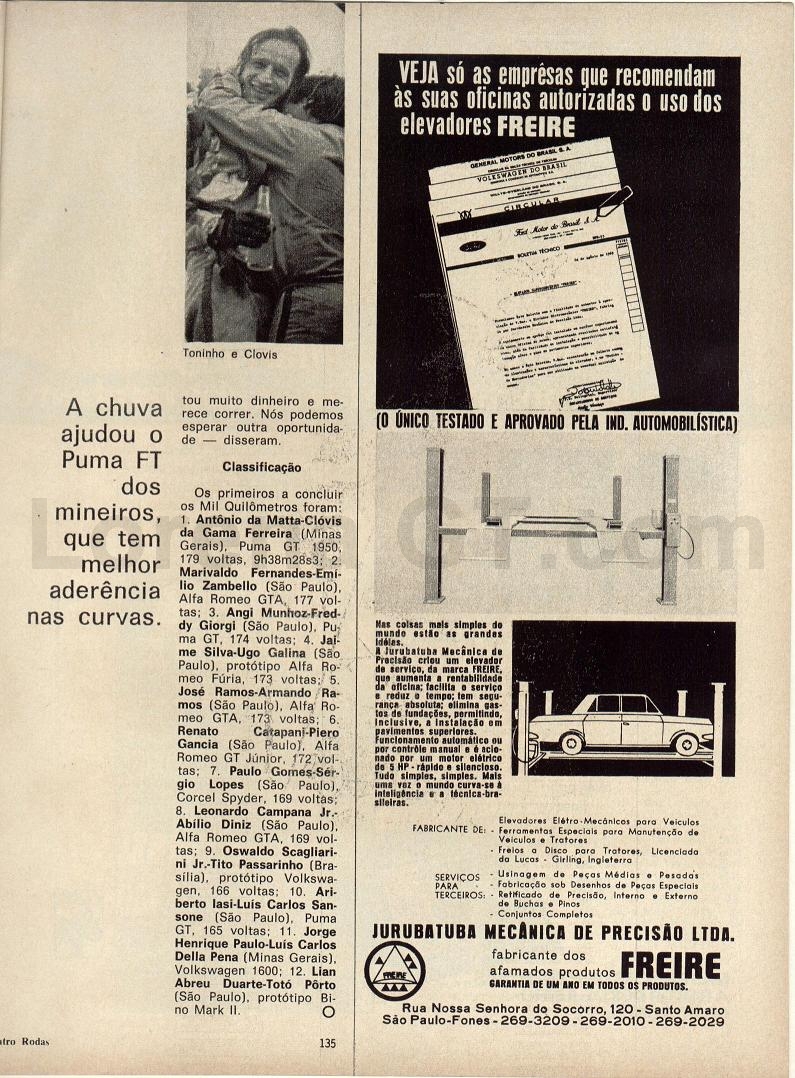 Toninho e Clovis
A chuva
ajudou o
Puma FT
dos
mineiros,
que tem
melhor
aderência
nas curvas.
tou muito dinheiro e me-
rece correr. Nós podemos
esperar outra oportunida-
de — disseram.
Classificação
Os primeiros a concluir
os Mil Quilômetros foram:
1. Antônio da Matta-Clóvis
da Gama Ferreira (Minas
Gerais), Puma GT 1950,
179 voltas, 9h38m28s3; 2.
Marivaldo Fernandes-Emí-
lio Zambello (São Paulo),
Alfa Romeo GTA, 177 vol-
tas; 3. Angi Munhoz-Fred-
dy Giorgi (São Paulo), Pu-
ma GT, 174 voltas; 4. Jai-
me Silva-Ugo Galina (São
Paulo), protótipo Alfa Ro-
meo Fúria, 173 voltas; 5.
José Ramos-Armando Ra-
mos (São Paulo), Alfa Ro-
meo GTA, 173 voltas; 6.
Renato Catapani-Piero
Gancia (São Paulo), Alfa
Romeo GT Júnior, 172 vol-
tas; 7. Paulo Gomes-Sér-
gio Lopes (São Paulo),
Corcel Spyder, 169 voltas;
8. Leonardo Campana Jr.-
Abílio Diniz (São Paulo),
Alfa Romeo GTA, 169 vol-
tas; 9. Oswaldo Scagliari-
ni Jr.-Tito Passarinho (Bra-
sília), protótipo Volkswa-
gen, 166 voltas; 10. Ari-
berto Iasi-Luís Carlos San-
sone (São Paulo), Puma
GT, 165 voltas; 11. Jorge
Henrique Paulo-Luís Carlos
Della Pena (Minas Gerais),
Volkswagen 1600; 12. Lian
Abreu Duarte-Totó Pôrto
(São Paulo), protótipo Bi-
no Mark II.
atro Rodas
135
VEJA só as emprêsas que recomendam
às suas oficinas autorizadas o uso dos
elevadores FREIRE
GENERAL MOTORS DO BRASIL S. A.
VOLKSWAGEN DO BRASIL
WILLYS-OVERLAND DO BRASIL S. A.
CIRCULAR
Ford Motor do Brasil S. A.
BOLETIM TÉCNICO
(O ÚNICO TESTADO E APROVADO PELA IND. AUTOMOBILÍSTICA)
Nas coisas mais simples do
mundo estão as grandes
idéias.
A Jurubatuba Mecânica de
Precisão criou um elevador
de serviço, da marca FREIRE,
que aumenta a rentabilidade
da oficina; facilita o serviço
e reduz o tempo; tem segu-
rança absoluta; elimina gas-
tos de fundações, permitindo,
inclusive, a instalação em
pavimentos superiores.
Funcionamento automático ou
por contrôle manual e é acio-
nado por um motor elétrico
de 5 HP - rápido e silencioso.
Tudo simples, simples. Mais
uma vez o mundo curva-se à
inteligência e a técnica-bra-
sileiras.
FABRICANTE DE: - Elevadores Elétro-Mecânicos para Veículos
- Ferramentas Especiais para Manutenção de
Veículos e Tratores
- Freios a Disco para Tratores, Licenciada
da Lucas - Girling, Inglaterra
SERVIÇOS - Usinagem de Peças Médias e Pesadas
PARA - Fabricação sob Desenhos de Peças Especiais
TERCEIROS: - Retificado de Precisão, Interno e Externo
de Buchas e Pinos
- Conjuntos Completos
JURUBATUBA MECÂNICA DE PRECISÃO LTDA.
FREIRE
fabricante dos
afamados produtos FREIRE
GARANTIA DE UM ANO EM TODOS OS PRODUTOS.
Rua Nossa Senhora do Socorro, 120 - Santo Amaro
São Paulo-Fones - 269-3209 - 269-2010 - 269-2029